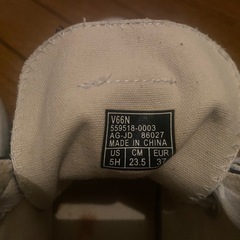 V66N
559518-0003
AG-JD 86027
MADE IN CHINA
US CM EUR
5H 23.5 37